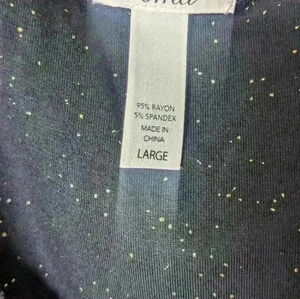 95% RAYON
5% SPANDEX
MADE IN
CHINA
LARGE